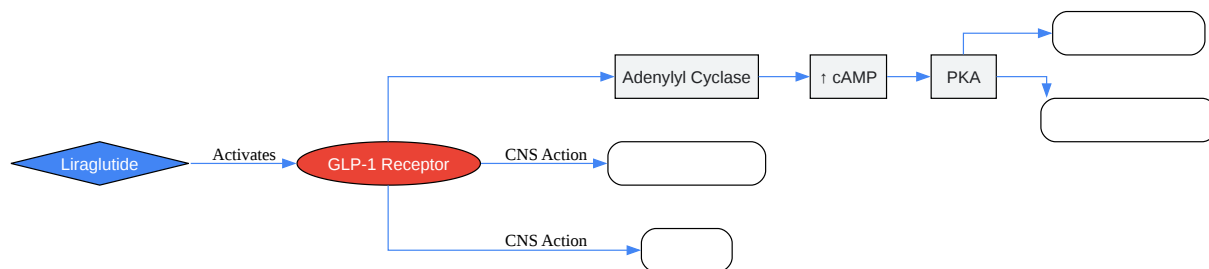 Adenylyl Cyclase
↑ cAMP
PKA
Liraglutide
Activates
GLP-1 Receptor
CNS Action
CNS Action